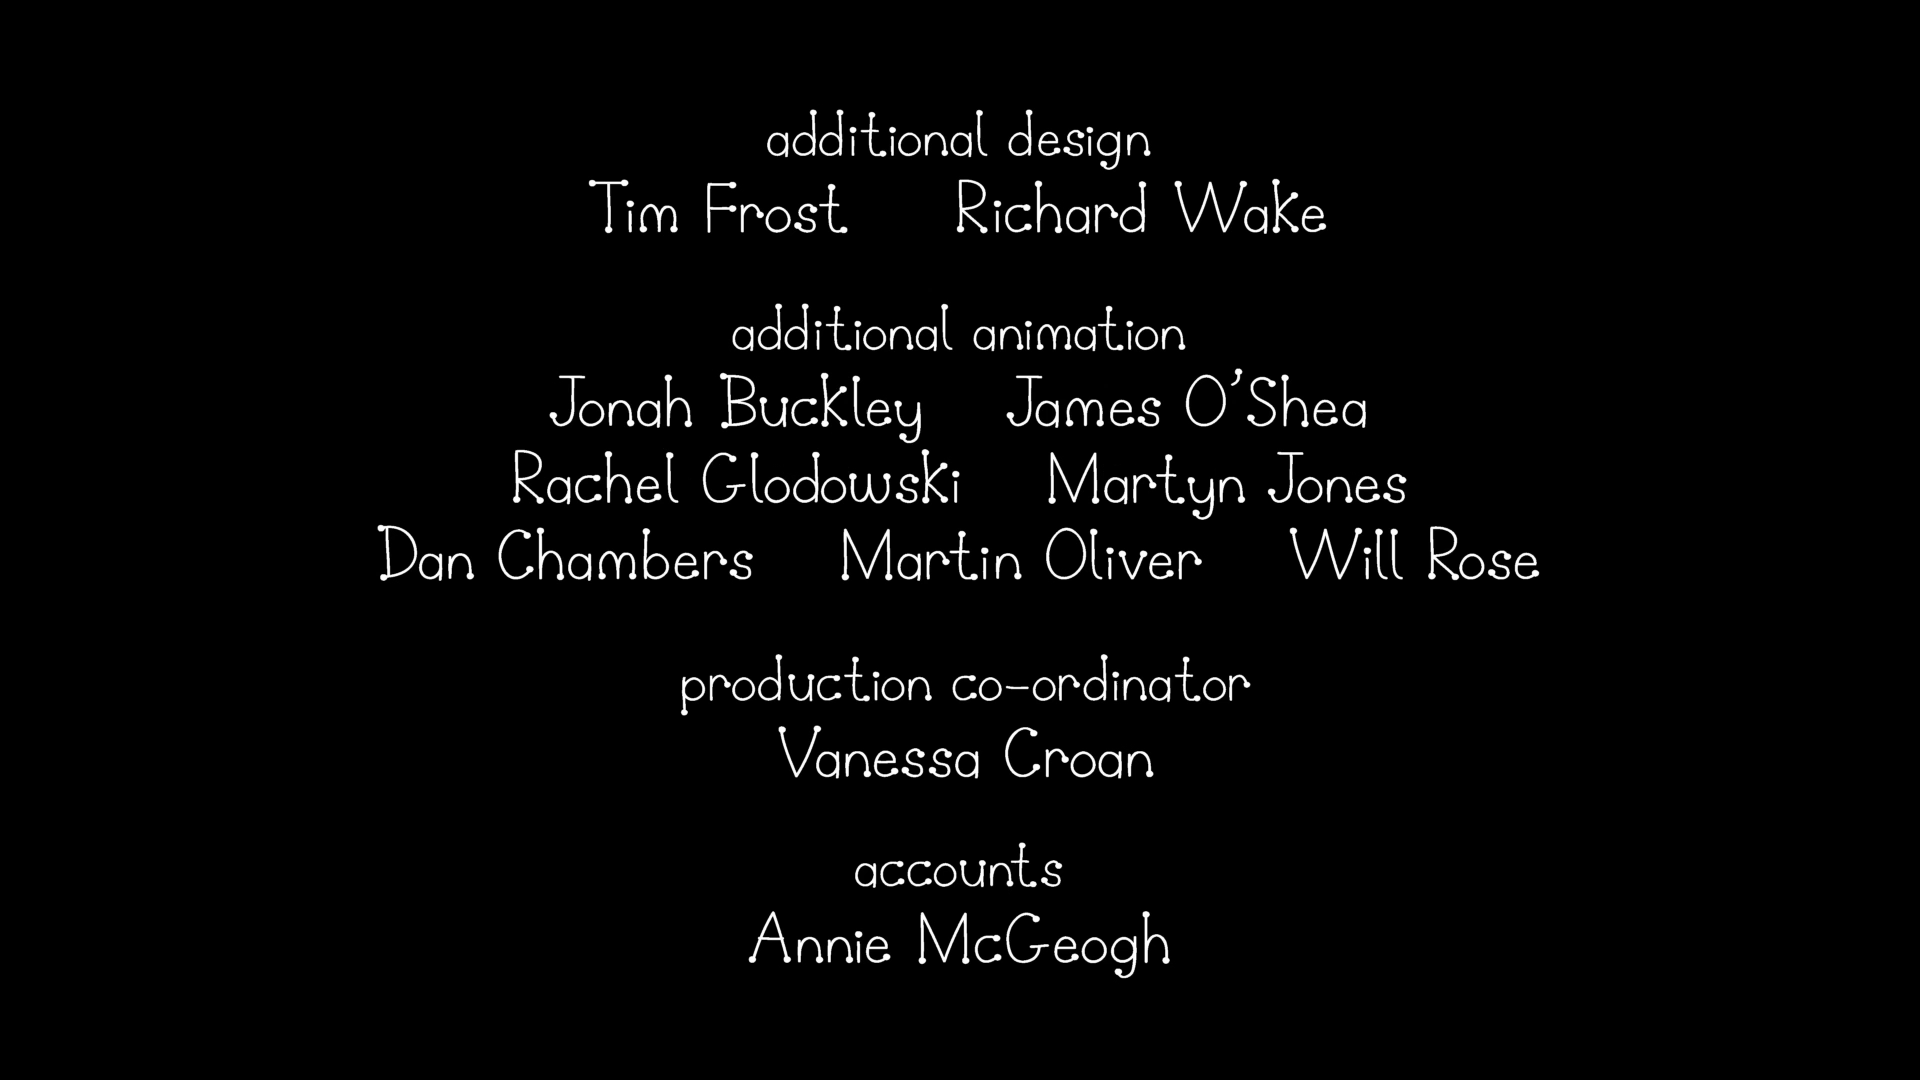 additional design
Tim Frost Richard Wake
additional animation
Jonah Buckley James O'Shea
Rachel Glodowski Martyn Jones
Dan Chambers Martin Oliver Will Rose
production co-ordinator
Vanessa Croan
accounts
Annie McGeogh